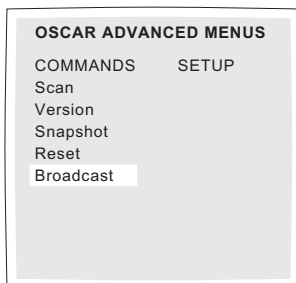 OSCAR ADVANCED MENUS
COMMANDS SETUP
Scan
Version
Snapshot
Reset
Broadcast